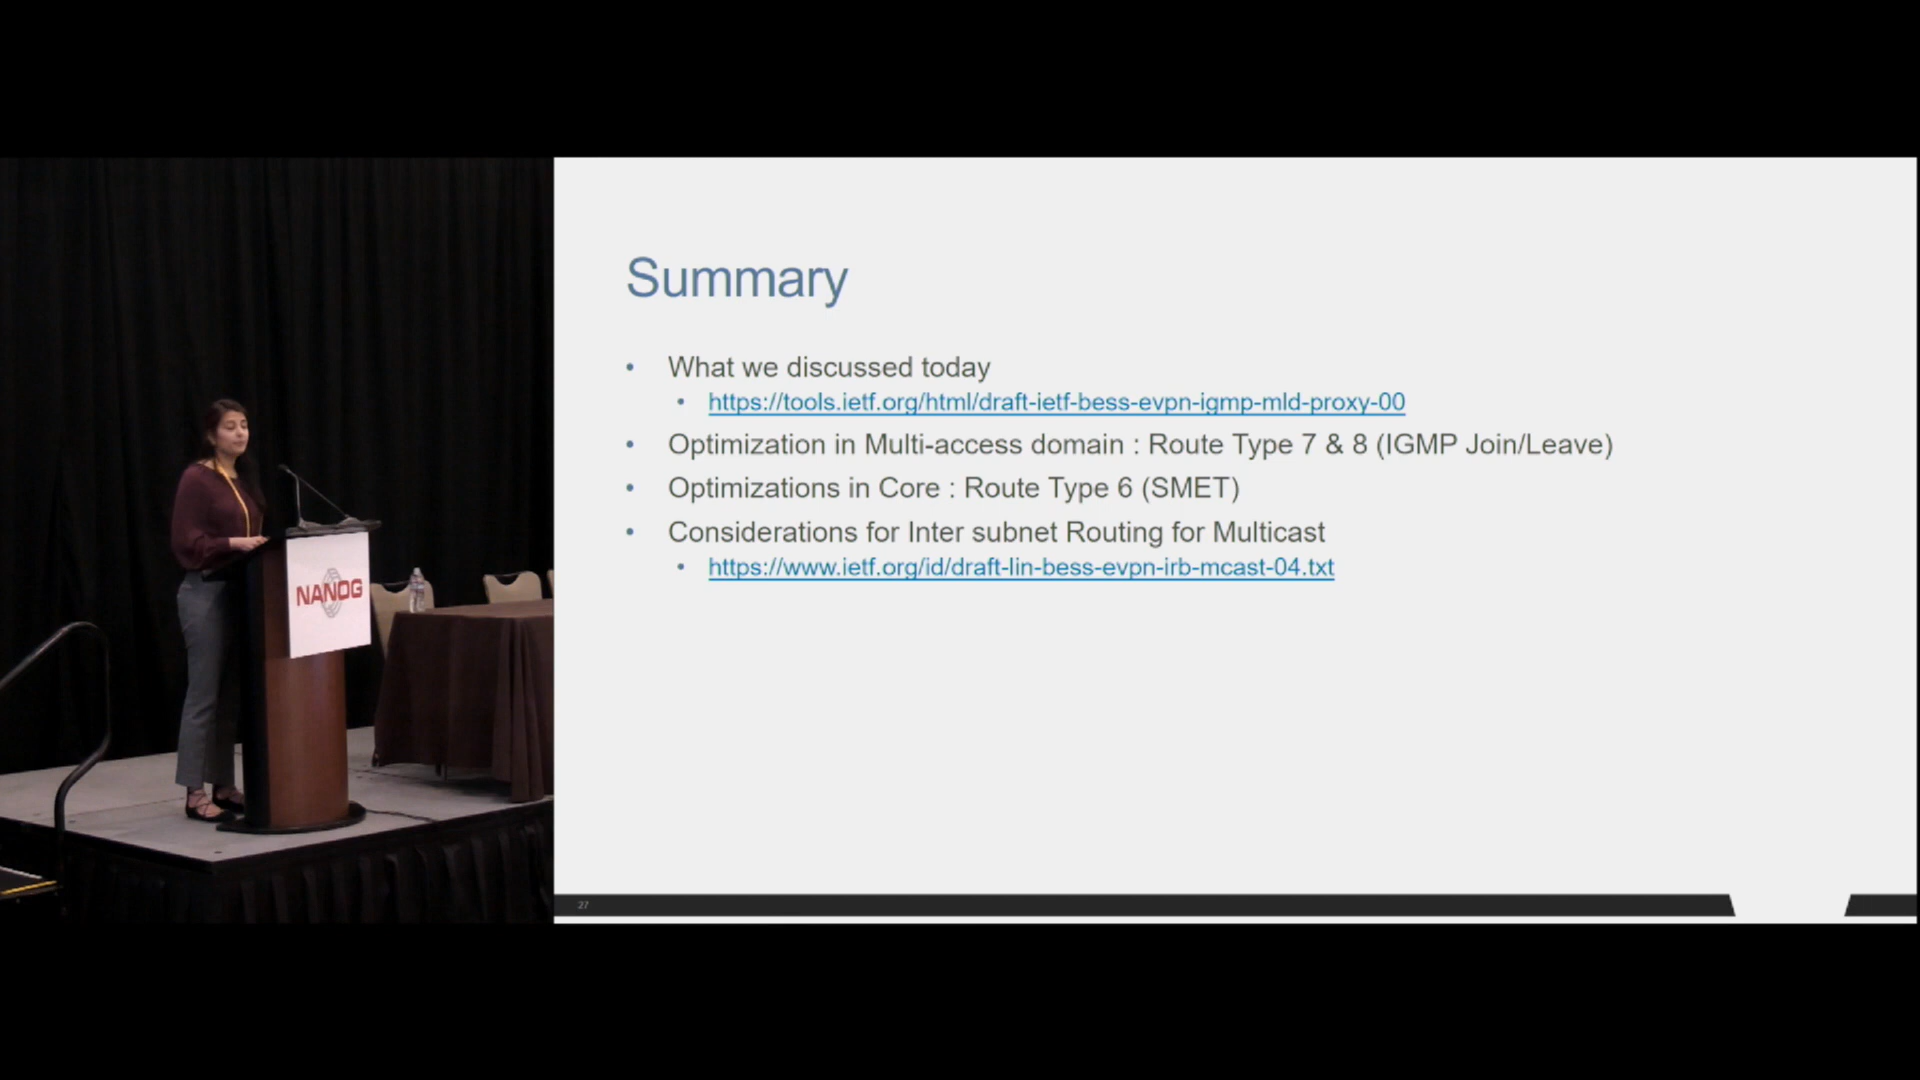 Summary
• What we discussed today
• https://tools.ietf.org/html/draft-ietf-bess-evpn-igmp-mld-proxy-00
• Optimization in Multi-access domain : Route Type 7 & 8 (IGMP Join/Leave)
• Optimizations in Core : Route Type 6 (SMET)
• Considerations for Inter subnet Routing for Multicast
• https://www.ietf.org/id/draft-lin-bess-evpn-irb-mcast-04.txt
NANOG
27